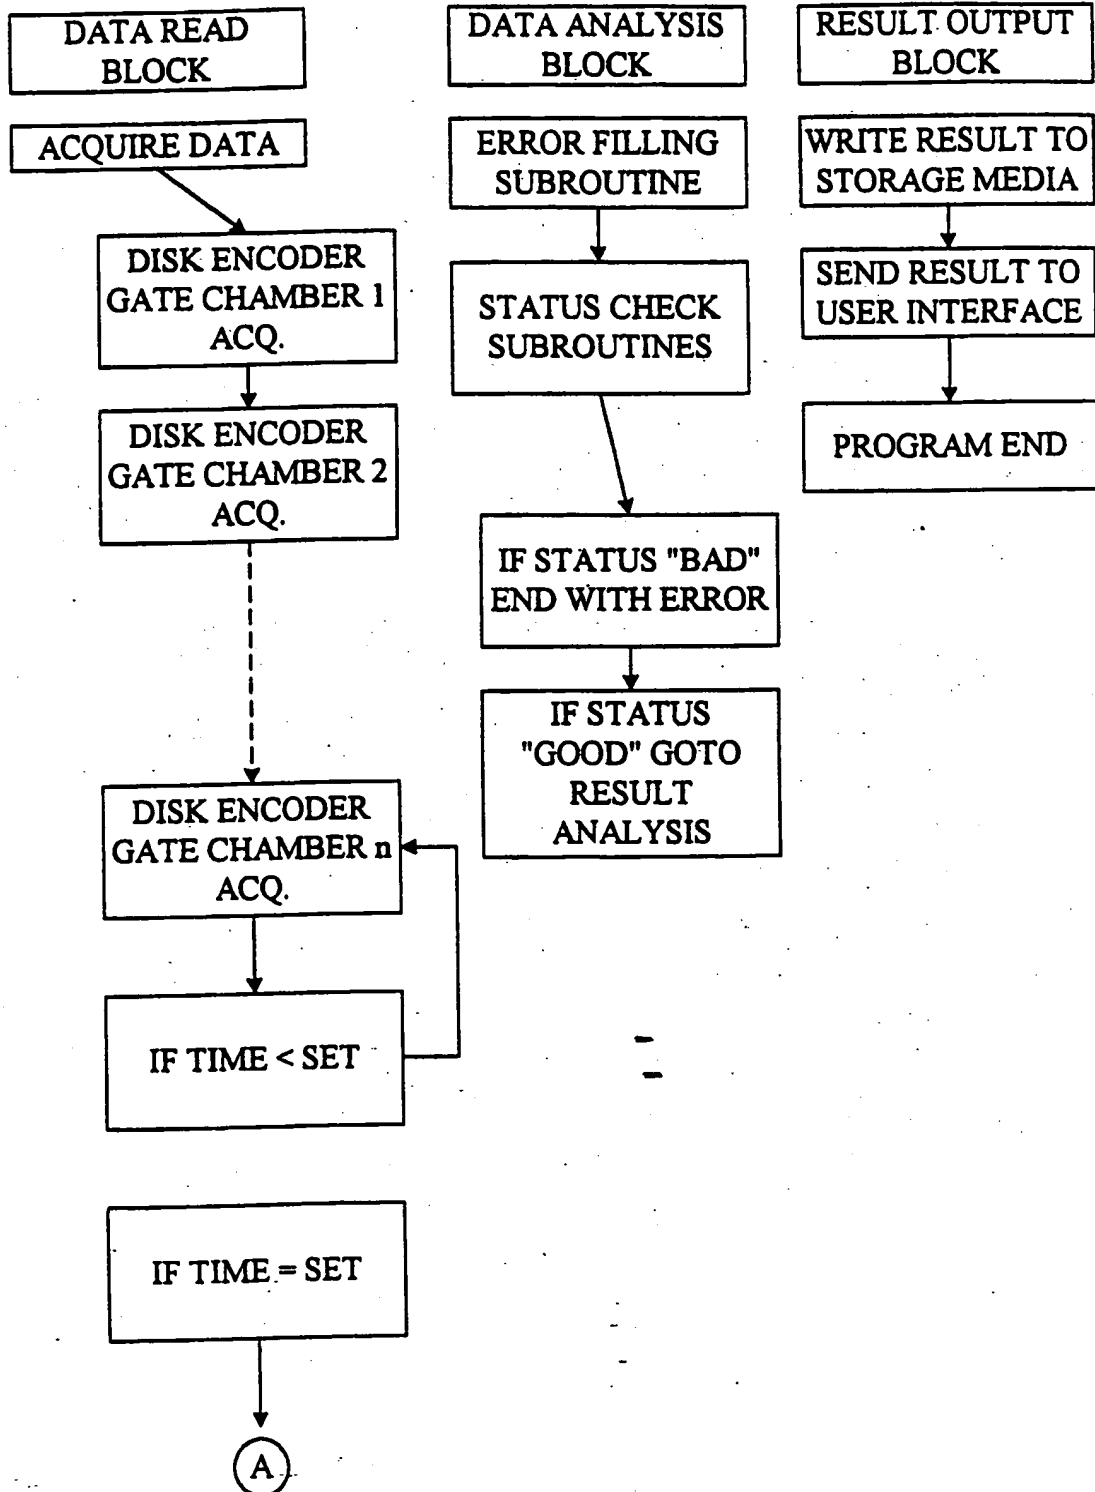 DATA READ
BLOCK
ACQUIRE DATA
DISK ENCODER
GATE CHAMBER 1
ACQ.
DISK ENCODER
GATE CHAMBER 2
ACQ.
DISK ENCODER
GATE CHAMBER n
ACQ.
IF TIME < SET
IF TIME = SET
A
DATA ANALYSIS
BLOCK
ERROR FILLING
SUBROUTINE
STATUS CHECK
SUBROUTINES
IF STATUS "BAD"
END WITH ERROR
IF STATUS
"GOOD" GOTO
RESULT
ANALYSIS
RESULT OUTPUT
BLOCK
WRITE RESULT TO
STORAGE MEDIA
SEND RESULT TO
USER INTERFACE
PROGRAM END